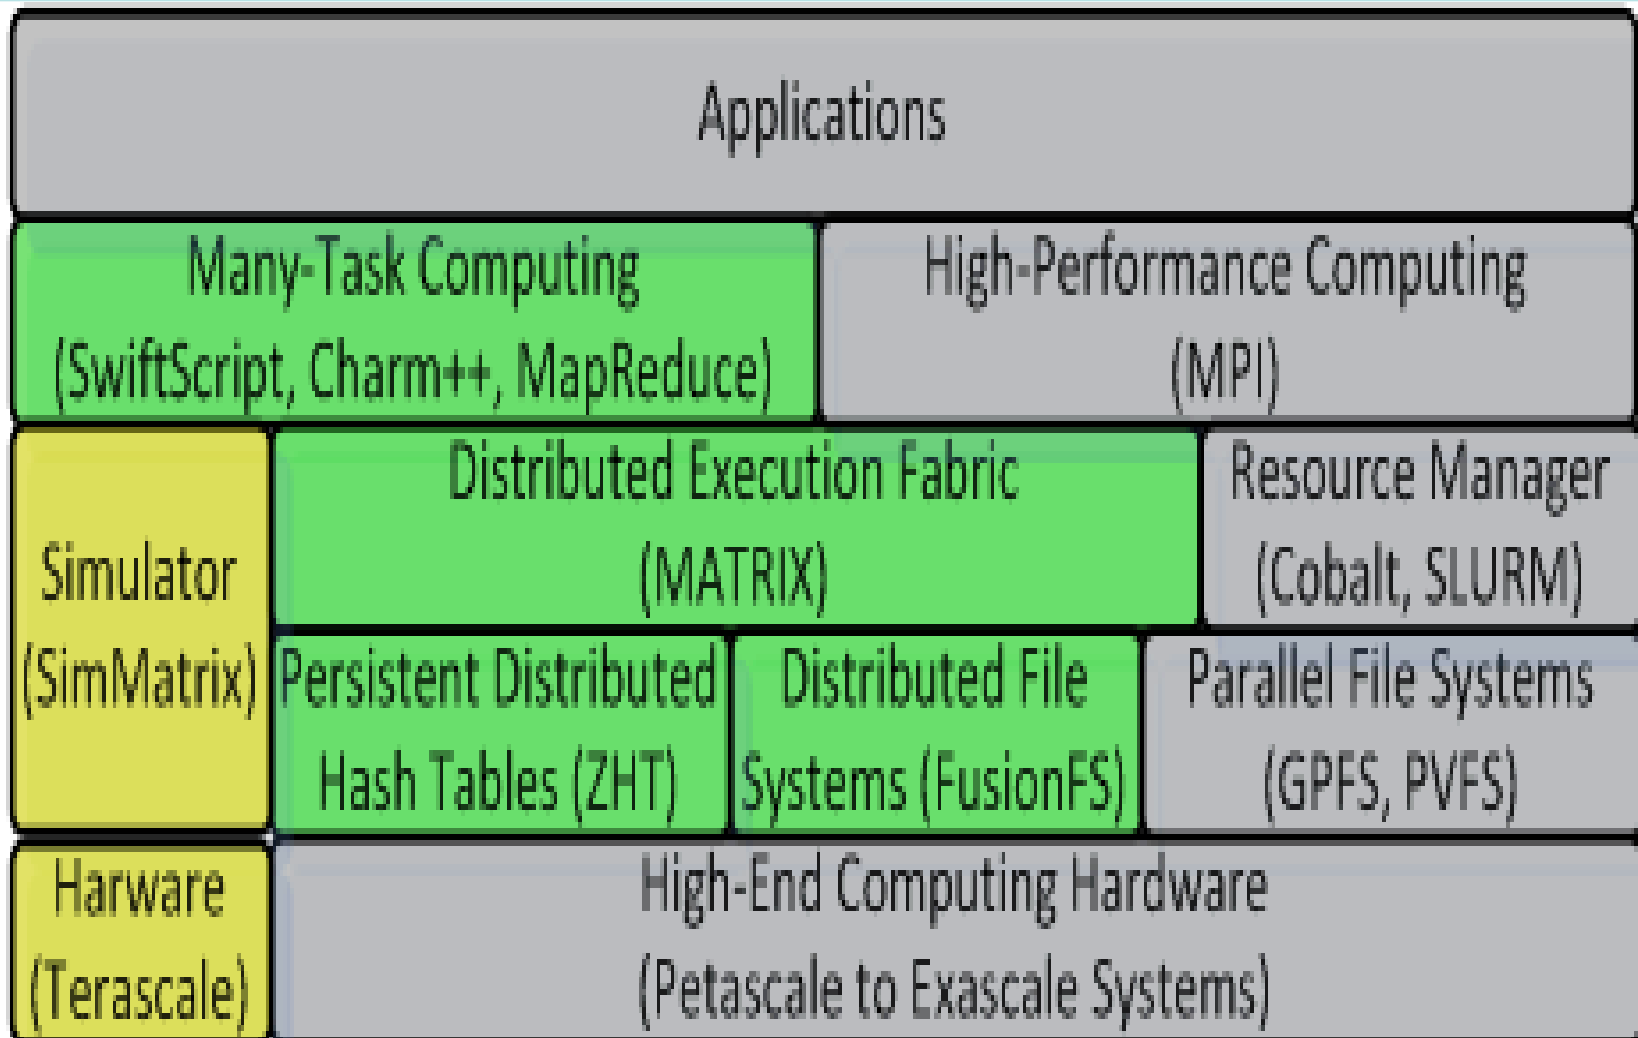 Applications
Many-Task Computing
(SwiftScript, Charm++, MapReduce)
High-Performance Computing
(MPI)
Simulator
(SimMatrix)
Distributed Execution Fabric
(MATRIX)
Resource Manager
(Cobalt, SLURM)
Persistent Distributed
Hash Tables (ZHT)
Distributed File
Systems (FusionFS)
Parallel File Systems
(GPFS, PVFS)
Harware
(Terascale)
High-End Computing Hardware
(Petascale to Exascale Systems)